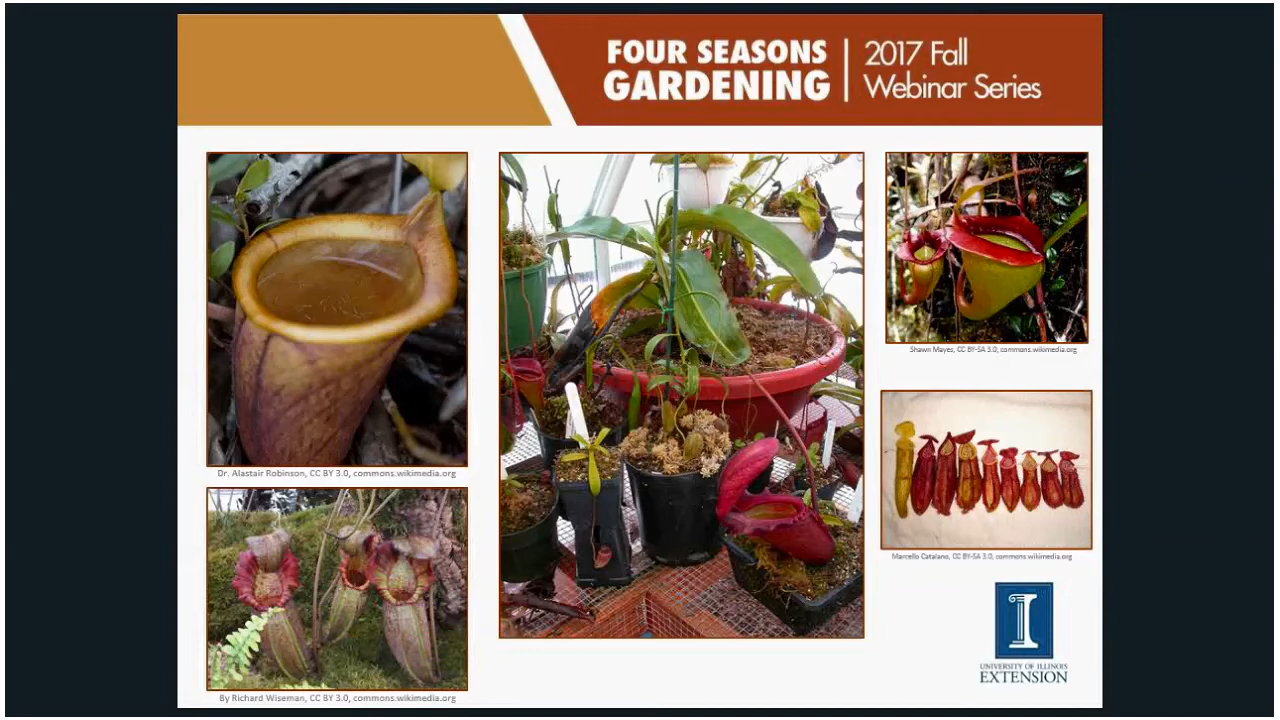 FOUR SEASONS
GARDENING
2017 Fall
Webinar Series
Dr. Alastair Robinson, CC BY 3.0, commons.wikimedia.org
By Richard Wiseman, CC BY 3.0, commons.wikimedia.org
Shawn Mayes, CC BY-SA 3.0, commons.wikimedia.org
Marcello Catalano, CC BY-SA 3.0, commons.wikimedia.org
I
UNIVERSITY OF ILLINOIS
EXTENSION